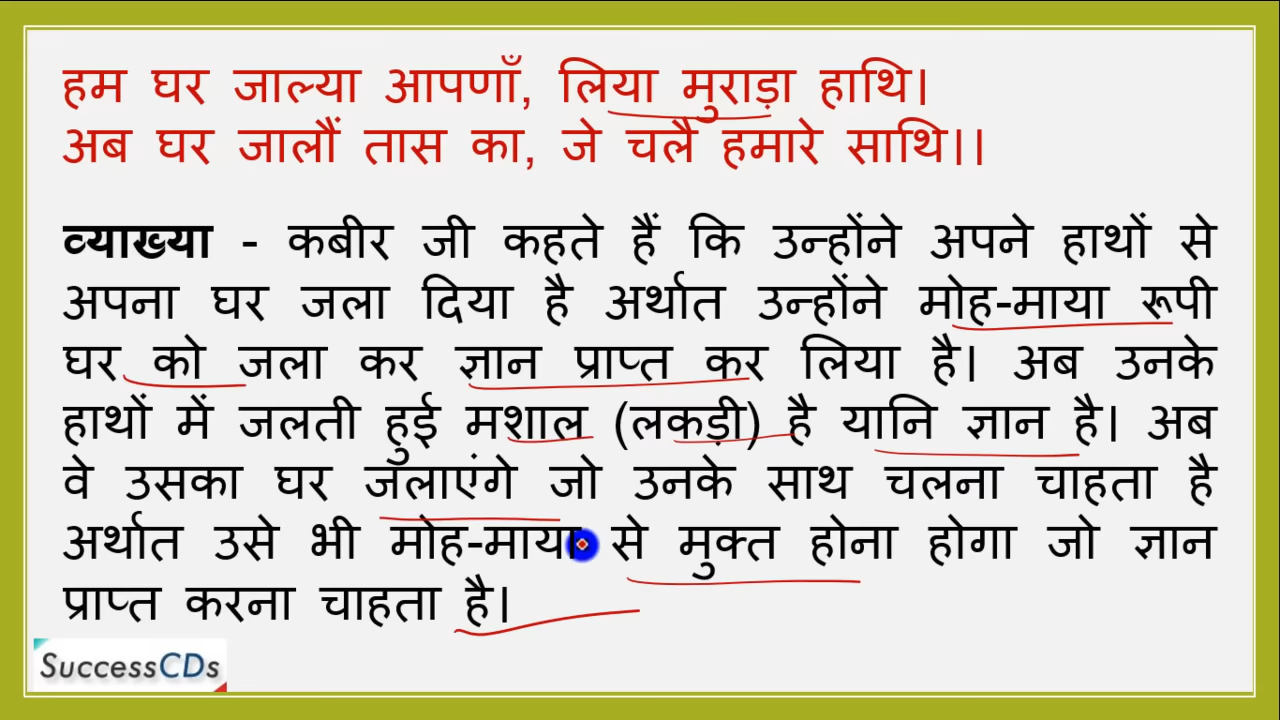 हम घर जाल्या आपणाँ, लिया मुराड़ा हाथि।
अब घर जालौं तास का, जे चलै हमारे साथि।।
व्याख्या - कबीर जी कहते हैं कि उन्होंने अपने हाथों से
अपना घर जला दिया है अर्थात उन्होंने मोह-माया रूपी
घर को जला कर ज्ञान प्राप्त कर लिया है। अब उनके
हाथों में जलती हुई मशाल (लकड़ी) है यानि ज्ञान है। अब
वे उसका घर जलाएंगे जो उनके साथ चलना चाहता है
अर्थात उसे भी मोह-माया से मुक्त होना होगा जो ज्ञान
प्राप्त करना चाहता है।
SuccessCDs